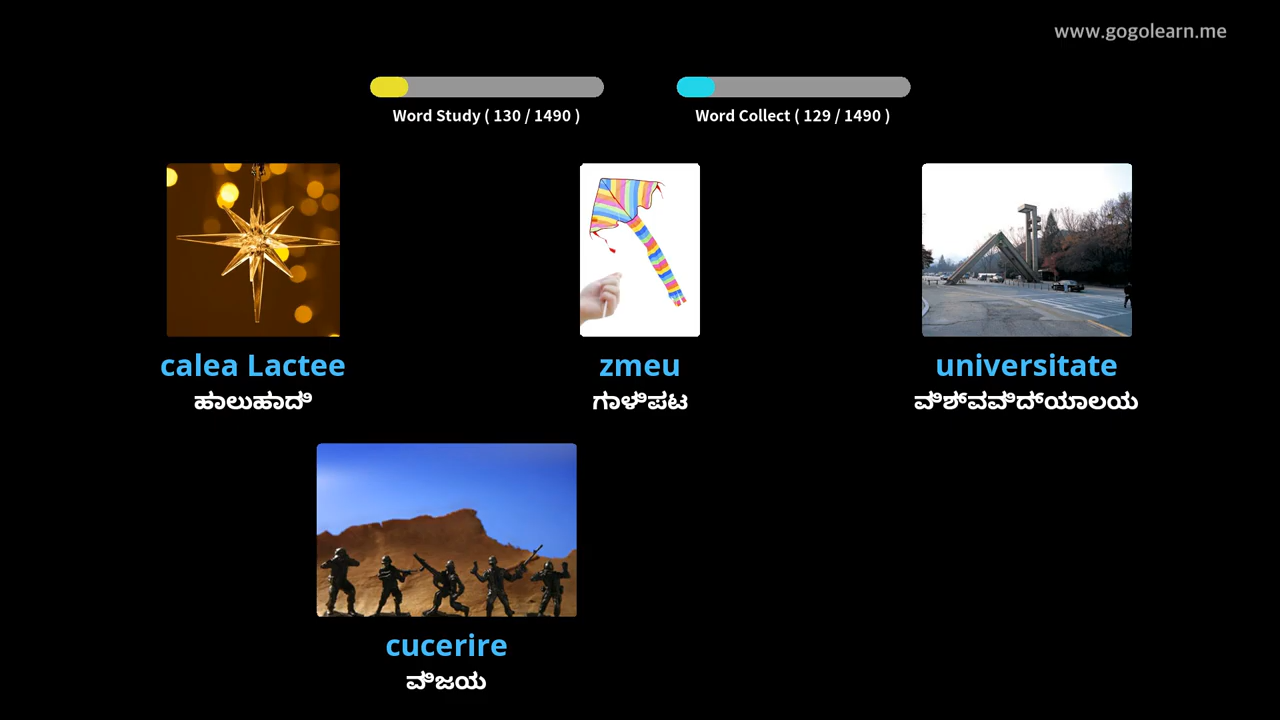 www.gogolearn.me
Word Study ( 130 / 1490 )
Word Collect ( 129 / 1490 )
calea Lactee
ಹಾಲುಹಾದಿ
zmeu
ಗಾಳಿಪಟ
universitate
ವಿಶ್ವವಿದ್ಯಾಲಯ
cucerire
ವಿಜಯ